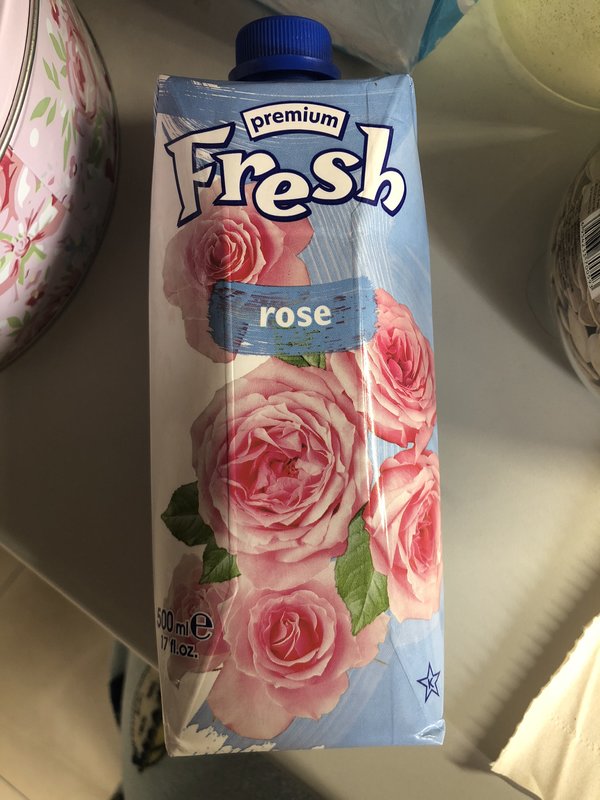 premium
Fresh
rose
500 ml e
17 fl.oz.
K